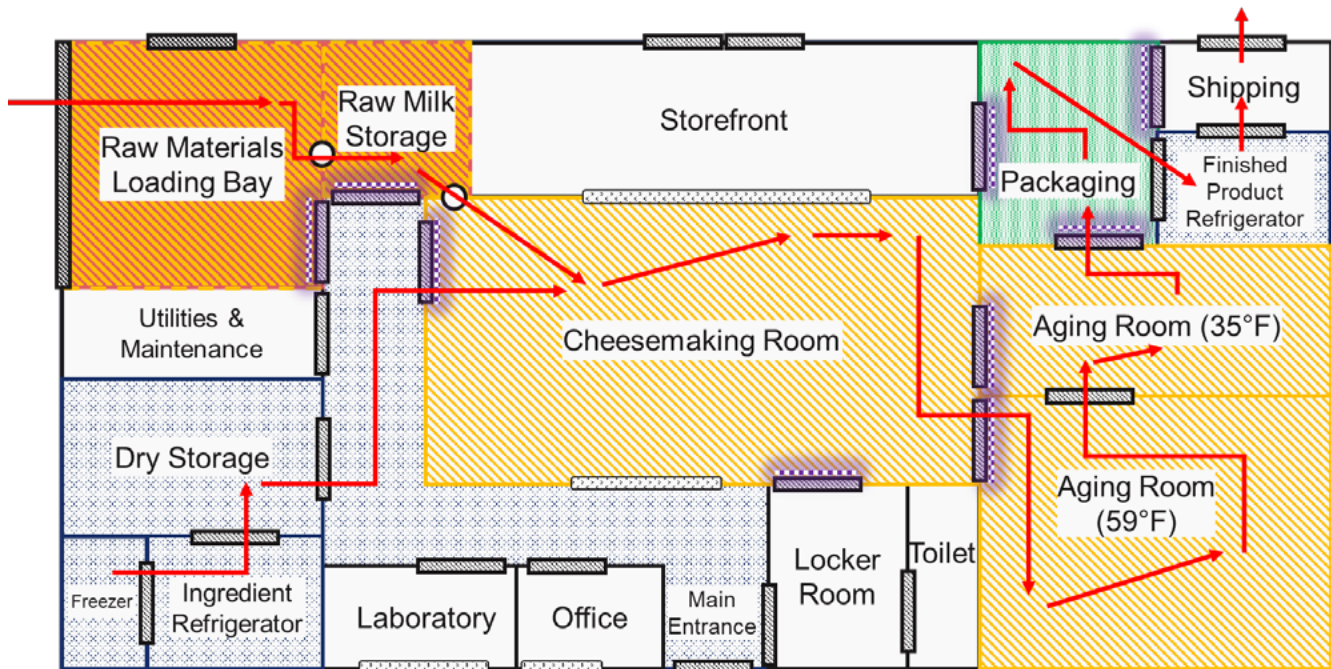 Raw Materials
Loading Bay
Raw Milk
Storage
Storefront
Packaging
Shipping
Finished
Product
Refrigerator
Utilities &
Maintenance
Cheesemaking Room
Aging Room (35°F)
Dry Storage
Aging Room
(59°F)
Freezer
Ingredient
Refrigerator
Laboratory
Office
Main
Entrance
Locker
Room
Toilet